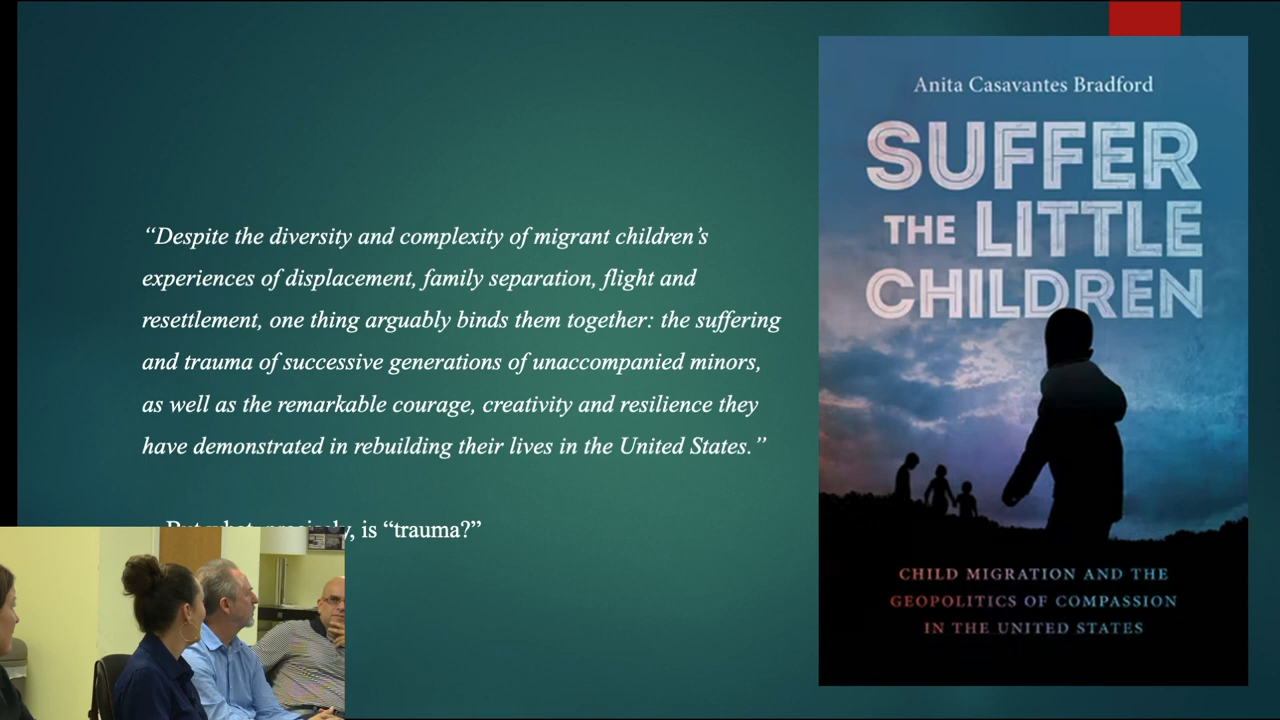 “Despite the diversity and complexity of migrant children’s
experiences of displacement, family separation, flight and
resettlement, one thing arguably binds them together: the suffering
and trauma of successive generations of unaccompanied minors,
as well as the remarkable courage, creativity and resilience they
have demonstrated in rebuilding their lives in the United States.”
But what, precisely, is “trauma?”
Anita Casavantes Bradford
SUFFER
THE LITTLE
CHILDREN
CHILD MIGRATION AND THE
GEOPOLITICS OF COMPASSION
IN THE UNITED STATES